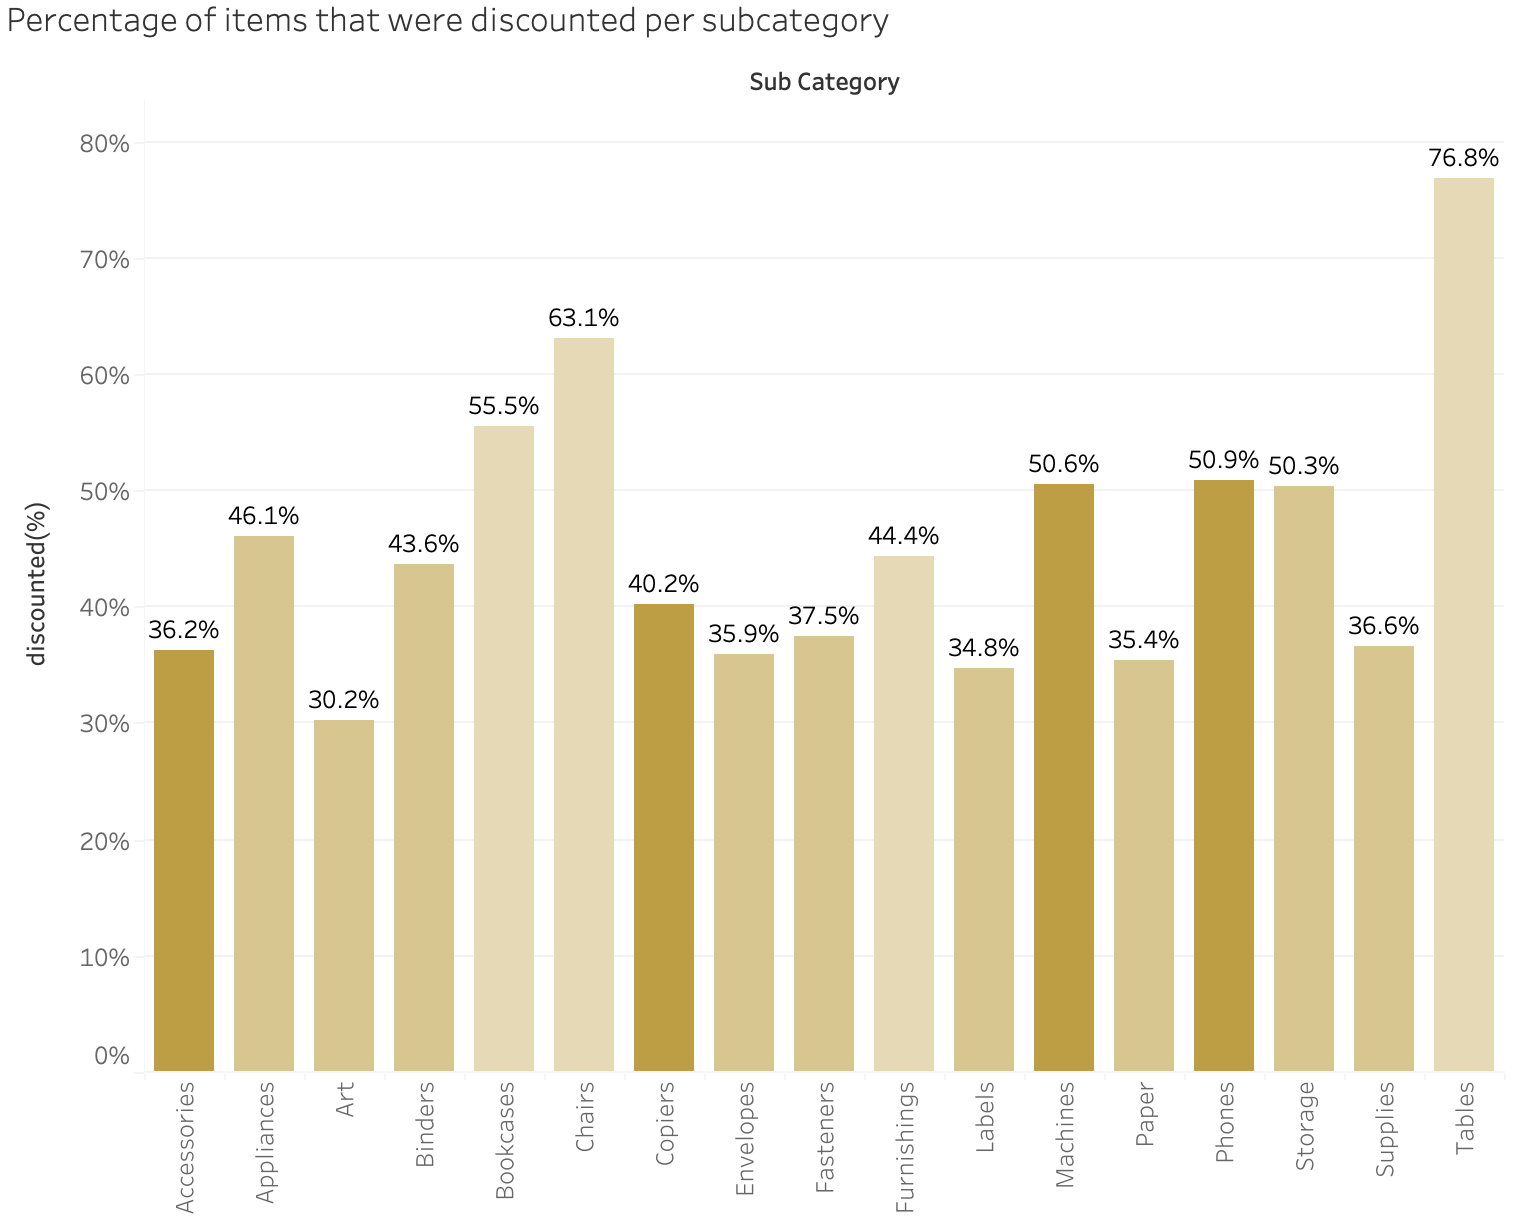 Percentage of items that were discounted per subcategory
Sub Category
discounted(%)
80%
70%
60%
50%
40%
30%
20%
10%
0%
36.2%
46.1%
30.2%
43.6%
55.5%
63.1%
40.2%
35.9%
37.5%
44.4%
34.8%
50.6%
35.4%
50.9%
50.3%
36.6%
76.8%
Accessories
Appliances
Art
Binders
Bookcases
Chairs
Copiers
Envelopes
Fasteners
Furnishings
Labels
Machines
Paper
Phones
Storage
Supplies
Tables